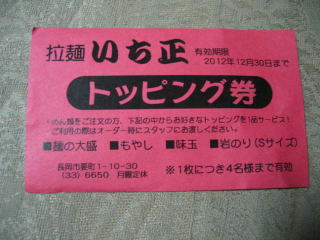 拉麺 いち正 有効期限
2012年12月30日まで
トッピング券
*めん類をご注文の方、下記の中からお好きなトッピングを1品サービス!
ご利用の際はオーダー時にスタッフにお渡しください。
■麺の大盛 ■もやし ■味玉 ■岩のり(Sサイズ)
長岡市要町1-10-30
(33)6650 月曜定休
※1枚につき4名様まで有効